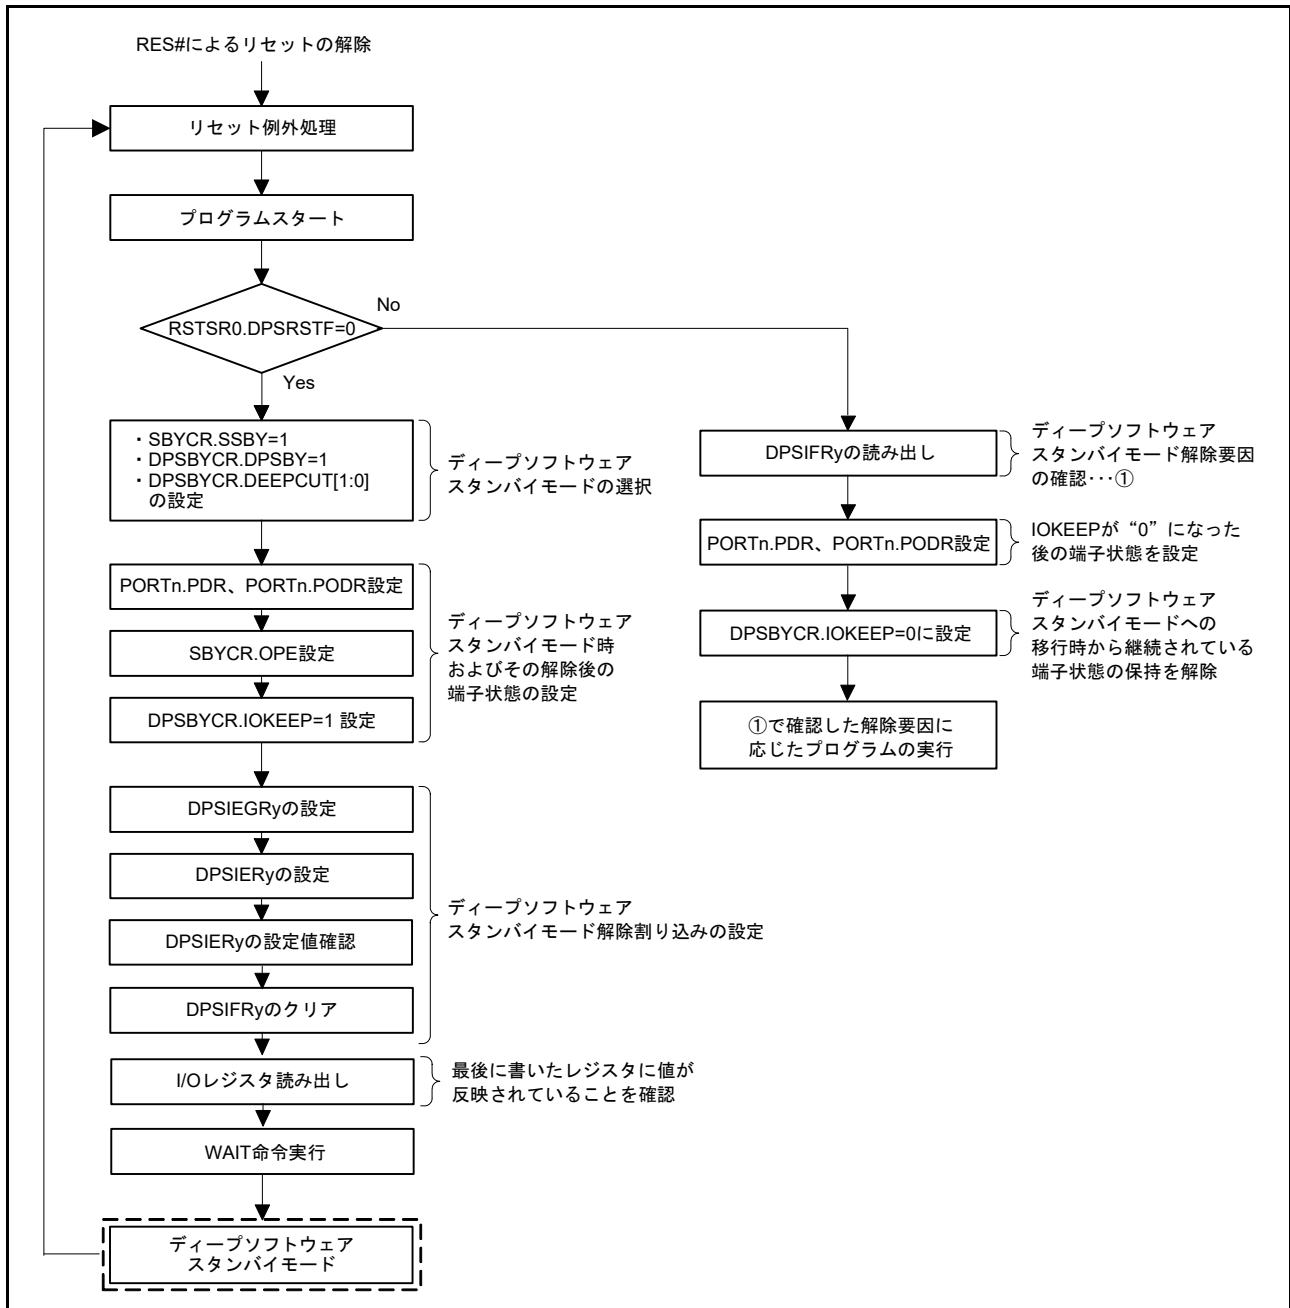 RES#によるリセットの解除
リセット例外処理
プログラムスタート
RSTSR0.DPSRSTF=0
No
Yes
・SBYCR.SSBY=1
・DPSBYCR.DPSBY=1
・DPSBYCR.DEEPCUT[1:0]
の設定
ディープソフトウェア
スタンバイモードの選択
PORTn.PDR、PORTn.PODR設定
SBYCR.OPE設定
DPSBYCR.IOKEEP=1 設定
ディープソフトウェア
スタンバイモード時
およびその解除後の
端子状態の設定
DPSIEGRyの設定
DPSIERyの設定
DPSIERyの設定値確認
DPSIFRyのクリア
ディープソフトウェア
スタンバイモード解除割り込みの設定
I/Oレジスタ読み出し
最後に書いたレジスタに値が
反映されていることを確認
WAIT命令実行
ディープソフトウェア
スタンバイモード
DPSIFRyの読み出し
ディープソフトウェア
スタンバイモード解除要因
の確認･･･①
PORTn.PDR、PORTn.PODR設定
IOKEEPが“0”になった
後の端子状態を設定
DPSBYCR.IOKEEP=0に設定
ディープソフトウェア
スタンバイモードへの
移行時から継続されている
端子状態の保持を解除
①で確認した解除要因に
応じたプログラムの実行